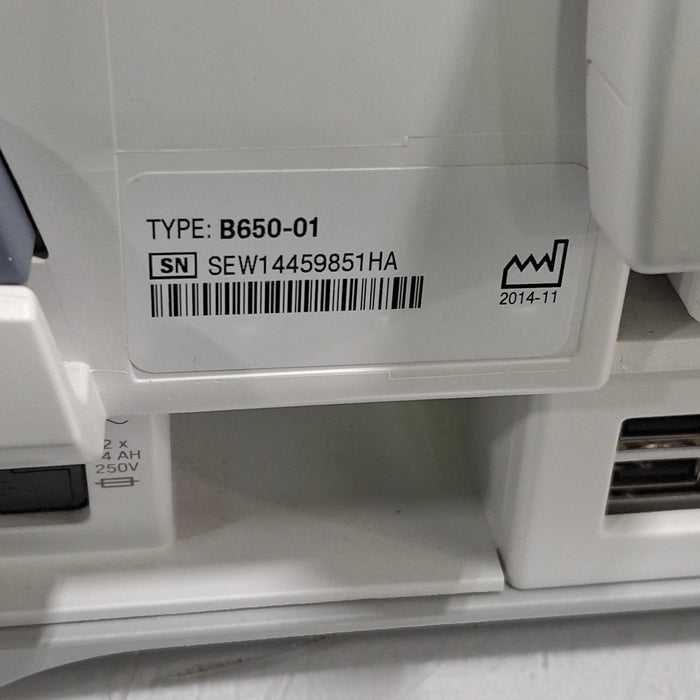 TYPE: B650-01
SN SEW14459851HA
2014-11
2 x
4 AH
250V